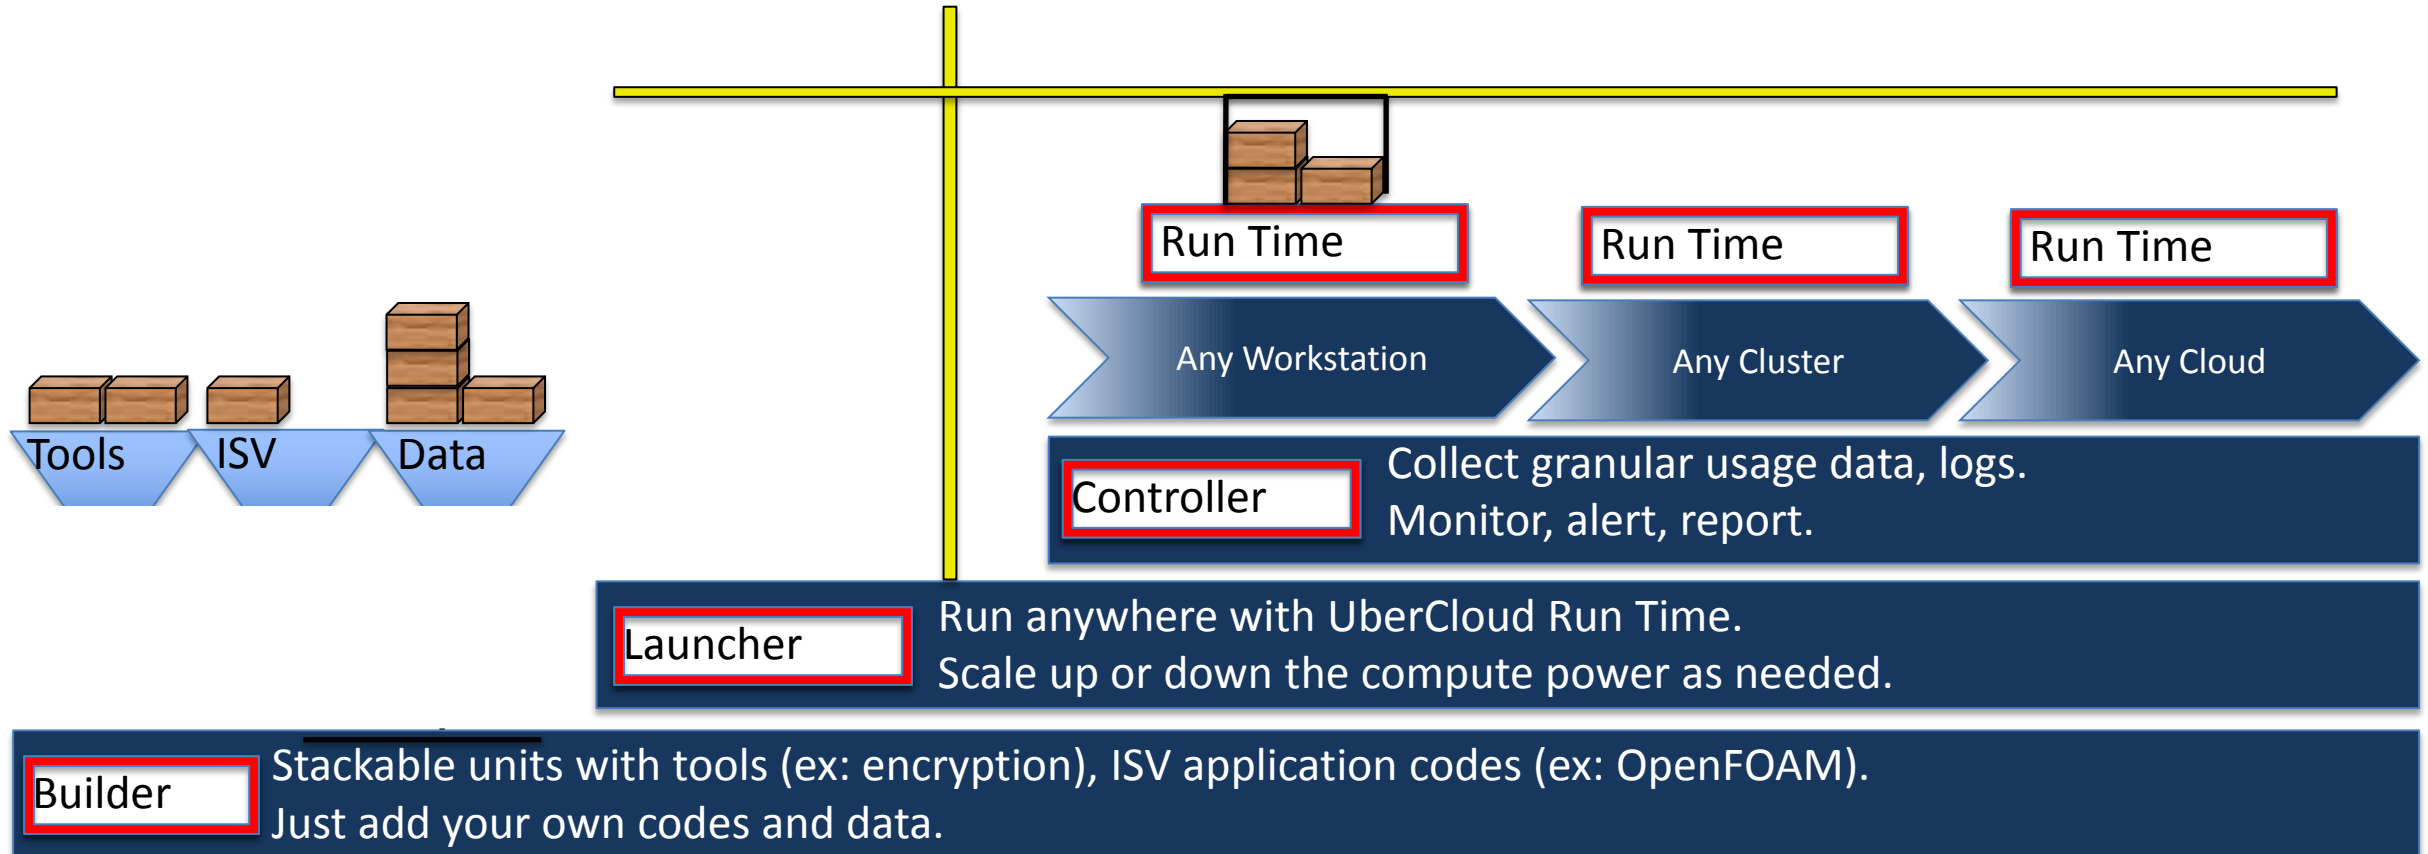 Run Time
Run Time
Run Time
Any Workstation
Any Cluster
Any Cloud
Tools
ISV
Data
Controller
Collect granular usage data, logs.
Monitor, alert, report.
Launcher
Run anywhere with UberCloud Run Time.
Scale up or down the compute power as needed.
Builder
Stackable units with tools (ex: encryption), ISV application codes (ex: OpenFOAM).
Just add your own codes and data.